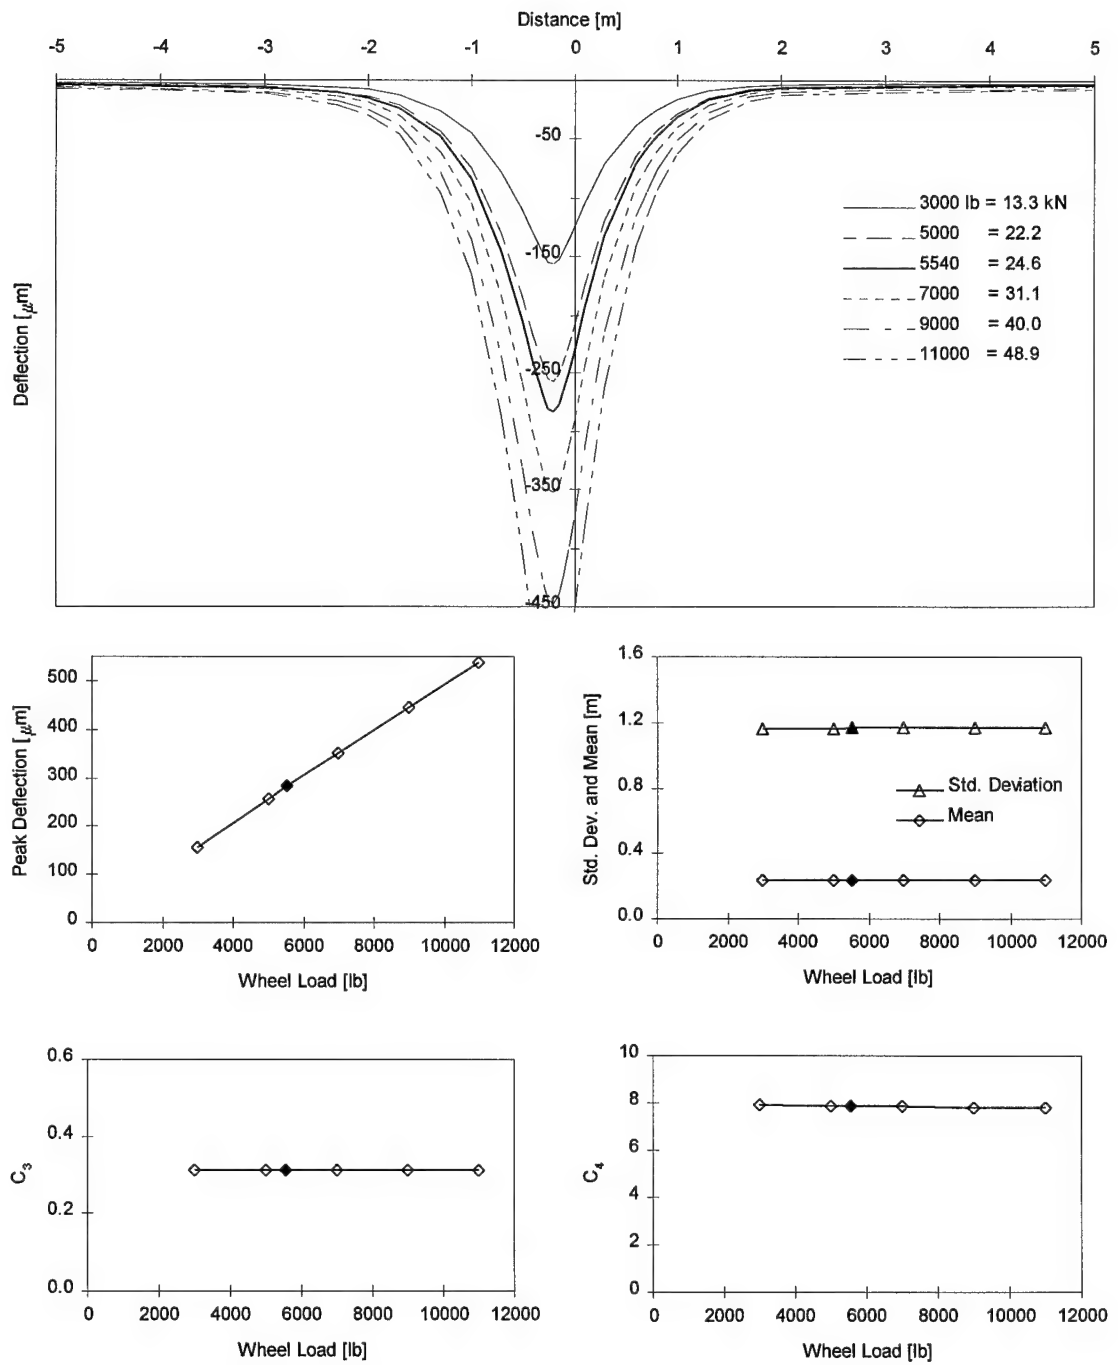 Distance [m]
-5 -4 -3 -2 -1 0 1 2 3 4 5
-50
-150
-250
-350
-450
Deflection [μm]
3000 lb = 13.3 kN
5000 = 22.2
5540 = 24.6
7000 = 31.1
9000 = 40.0
11000 = 48.9
Peak Deflection [μm]
500
400
300
200
100
0
0 2000 4000 6000 8000 10000 12000
Wheel Load [lb]
Std. Dev. and Mean [m]
1.6
1.2
0.8
0.4
0.0
Std. Deviation
Mean
0 2000 4000 6000 8000 10000 12000
Wheel Load [lb]
C3
0.6
0.4
0.2
0.0
0 2000 4000 6000 8000 10000 12000
Wheel Load [lb]
C4
10
8
6
4
2
0
0 2000 4000 6000 8000 10000 12000
Wheel Load [lb]